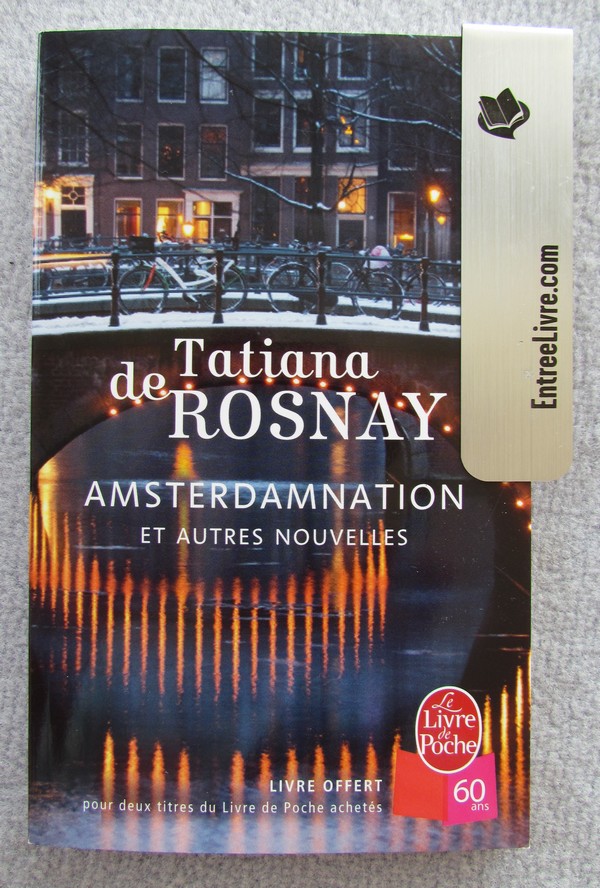 Tatiana
de ROSNAY
AMSTERDAMNATION
ET AUTRES NOUVELLES
LIVRE OFFERT
pour deux titres du Livre de Poche achetés
Le
Livre
de
Poche
60
ans
EntreeLivre.com